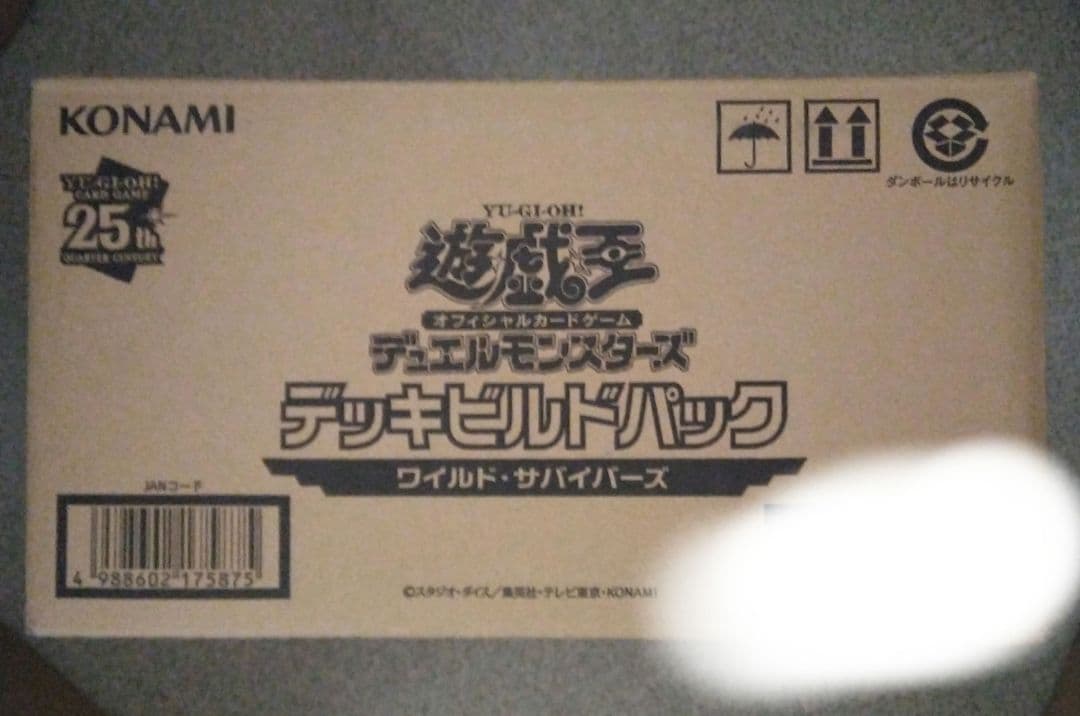 KONAMI
YU-GI-OH!
CARD GAME
25th
QUARTER CENTURY
ダンボールはリサイクル
YU-GI-OH!
遊戯王
オフィシャルカードゲーム
デュエルモンスターズ
デッキビルドパック
ワイルド・サバイバーズ
JANコード
4 988602 175875
©スタジオ・ダイス/集英社・テレビ東京・KONAMI